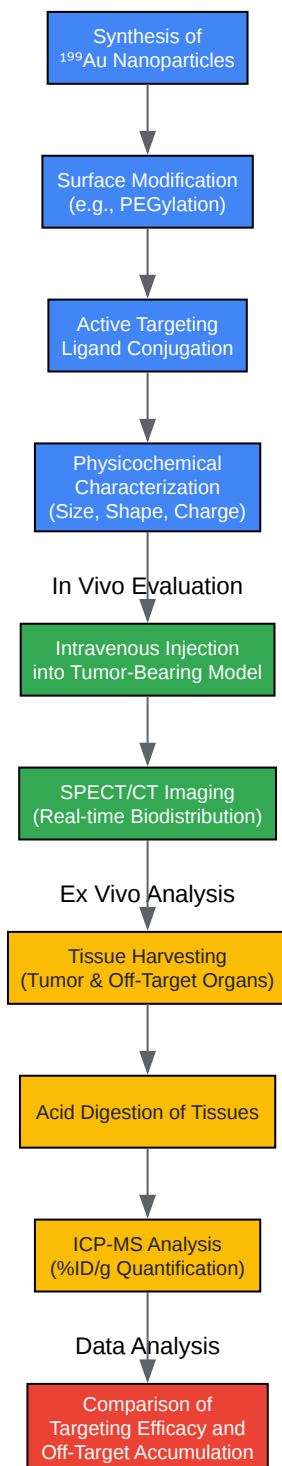 Synthesis of
¹⁹⁹Au Nanoparticles
Surface Modification
(e.g., PEGylation)
Active Targeting
Ligand Conjugation
Physicochemical
Characterization
(Size, Shape, Charge)
In Vivo Evaluation
Intravenous Injection
into Tumor-Bearing Model
SPECT/CT Imaging
(Real-time Biodistribution)
Ex Vivo Analysis
Tissue Harvesting
(Tumor & Off-Target Organs)
Acid Digestion of Tissues
ICP-MS Analysis
(%ID/g Quantification)
Data Analysis
Comparison of
Targeting Efficacy and
Off-Target Accumulation